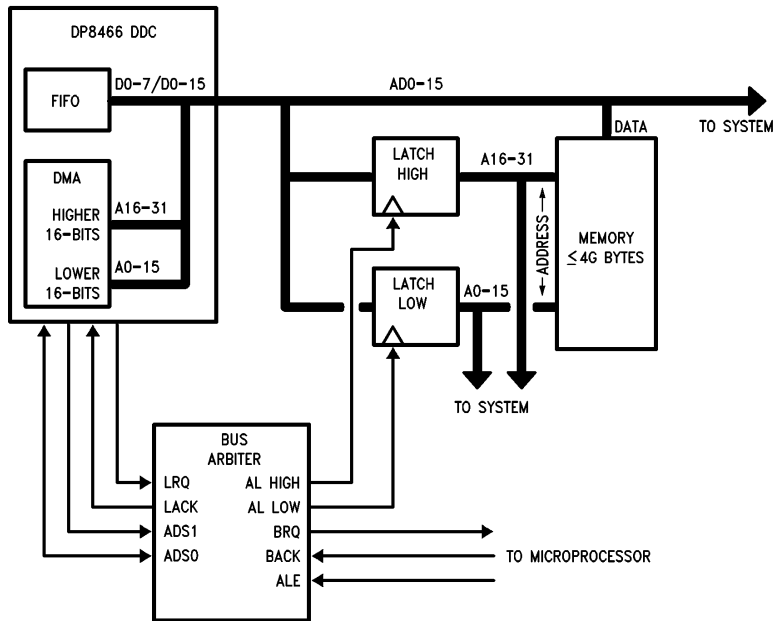 DP8466 DDC
FIFO
D0-7/D0-15
AD0-15
TO SYSTEM
DATA
DMA
HIGHER
16-BITS
A16-31
LOWER
16-BITS
A0-15
LATCH
HIGH
A16-31
LATCH
LOW
A0-15
ADDRESS
MEMORY
≤4G BYTES
TO SYSTEM
BUS
ARBITER
LRQ
LACK
ADS1
ADS0
AL HIGH
AL LOW
BRQ
BACK
ALE
TO MICROPROCESSOR